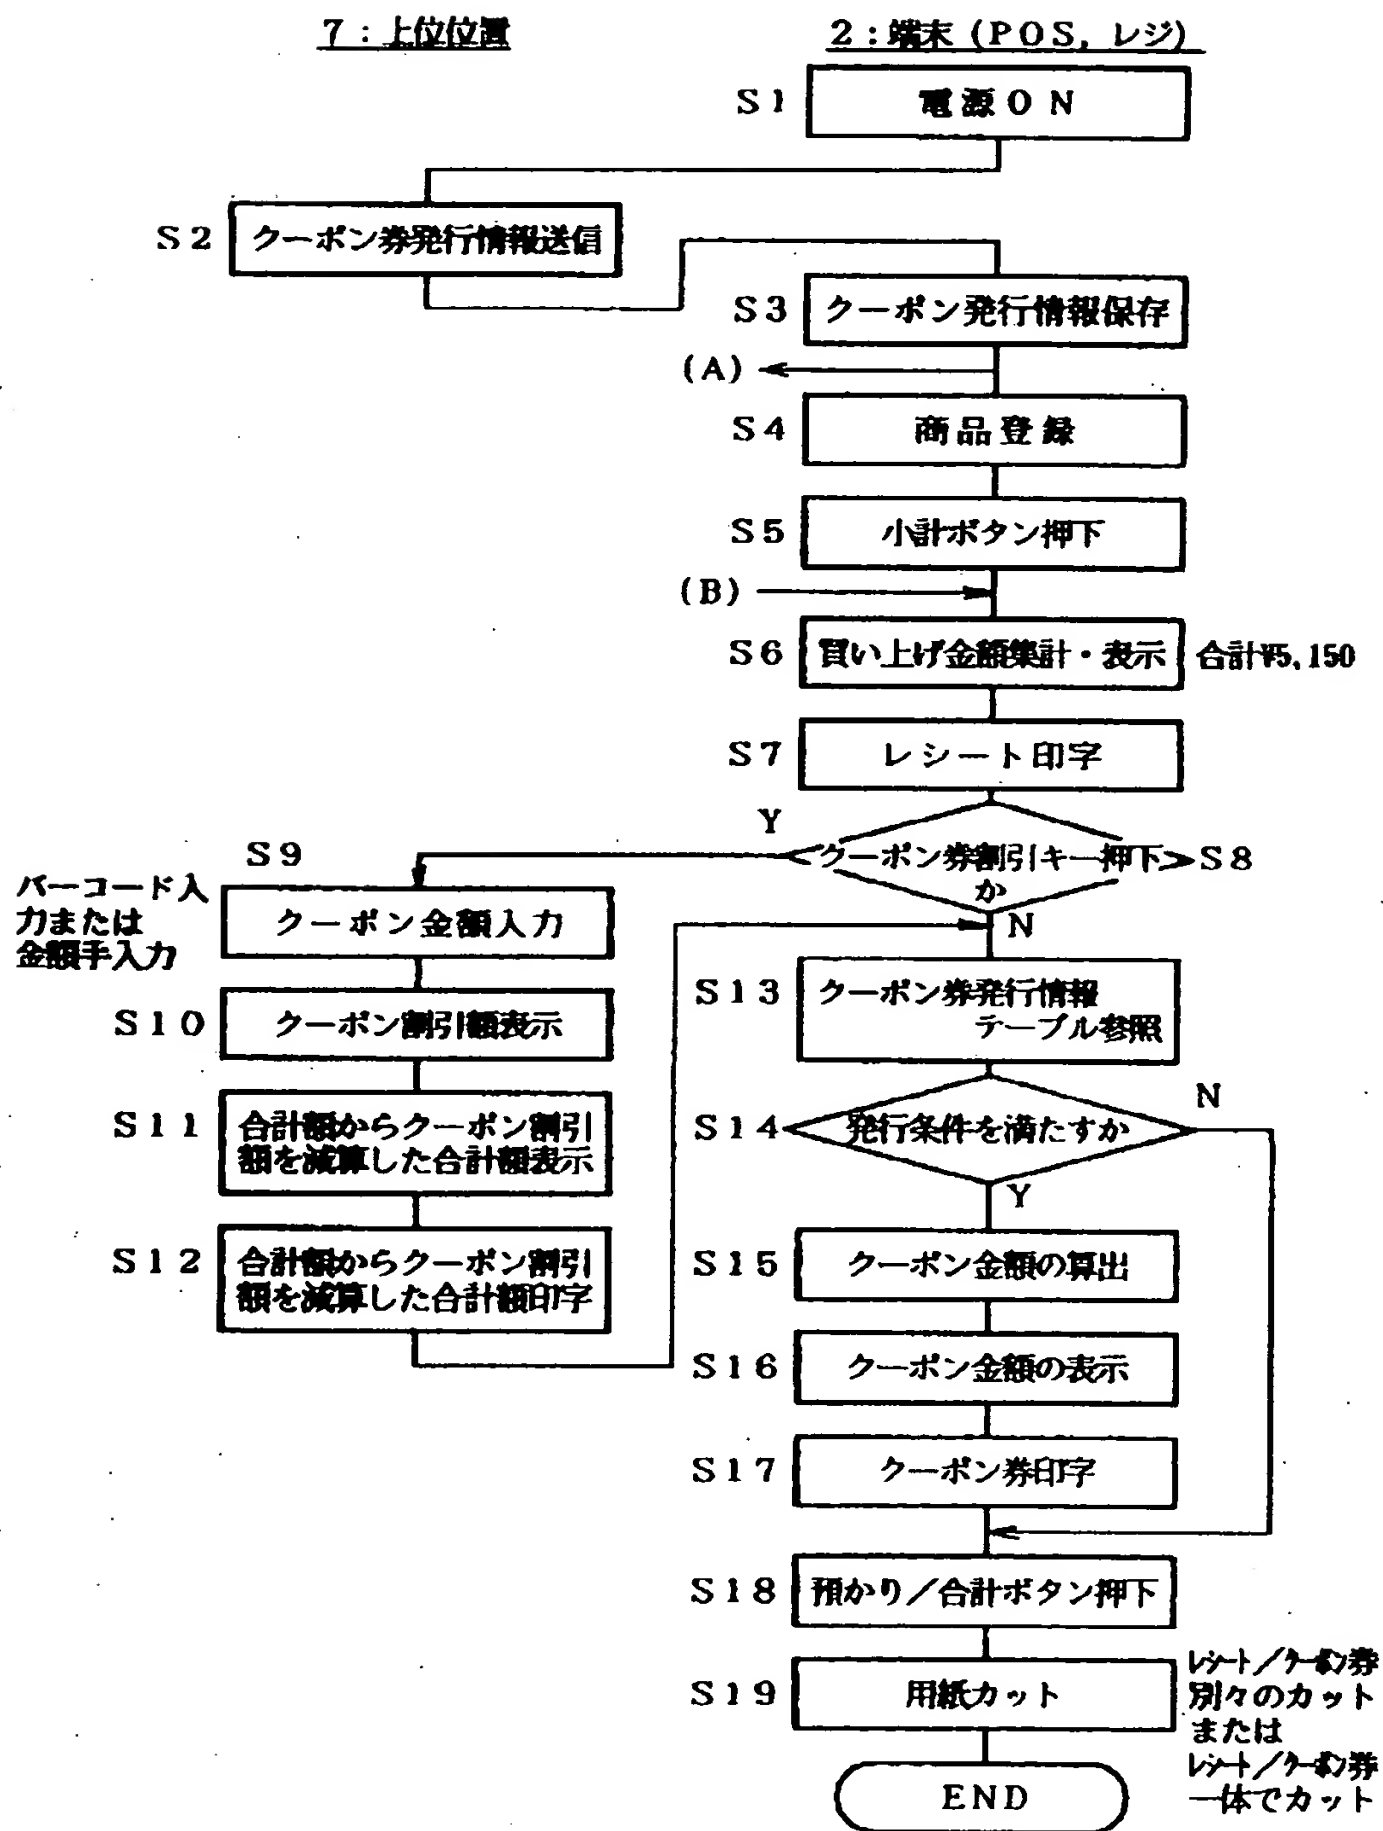 7：上位位置
2：端末（POS，レジ）
S1 電源ON
S2 クーポン券発行情報送信
S3 クーポン発行情報保存
(A)
S4 商品登録
S5 小計ボタン押下
(B)
S6 買い上げ金額集計・表示 合計¥5,150
S7 レシート印字
Y
クーポン券割引キー押下 S8
か
N
S9
バーコード入
力または
金額手入力
クーポン金額入力
S10 クーポン割引額表示
S11 合計額からクーポン割引
額を減算した合計額表示
S12 合計額からクーポン割引
額を減算した合計額印字
S13 クーポン券発行情報
テーブル参照
S14 発行条件を満たすか
N
Y
S15 クーポン金額の算出
S16 クーポン金額の表示
S17 クーポン券印字
S18 預かり／合計ボタン押下
S19 用紙カット
レシート／クーポン券
別々のカット
または
レシート／クーポン券
一体でカット
END